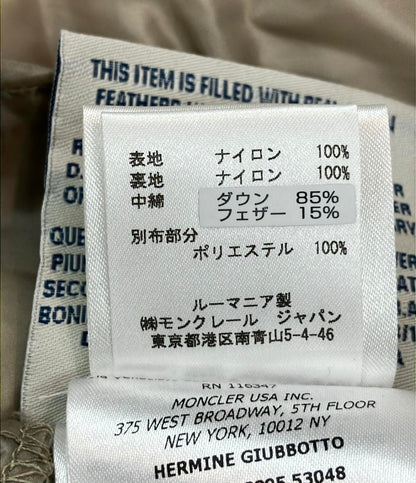 THIS ITEM IS FILLED WITH
FEATHERS
表地 ナイロン 100%
裏地 ナイロン 100%
中綿 ダウン 85%
フェザー 15%
別布部分
ポリエステル 100%
ルーマニア製
㈱モンクレール ジャパン
東京都港区南青山5-4-46
RN 116347
MONCLER USA INC.
375 WEST BROADWAY, 5TH FLOOR
NEW YORK, 10012 NY
HERMINE GIUBBOTTO
53048